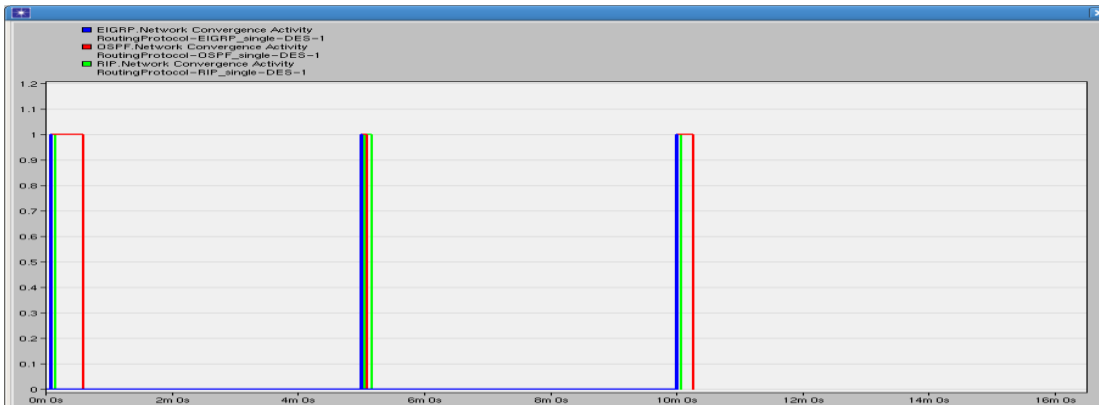 EIGRP.Network Convergence Activity
RoutingProtocol-EIGRP_single-DES-1
OSPF.Network Convergence Activity
RoutingProtocol-OSPF_single-DES-1
RIP.Network Convergence Activity
RoutingProtocol-RIP_single-DES-1
1.2
1.1
1
0.9
0.8
0.7
0.6
0.5
0.4
0.3
0.2
0.1
0
0m 0s 2m 0s 4m 0s 6m 0s 8m 0s 10m 0s 12m 0s 14m 0s 16m 0s